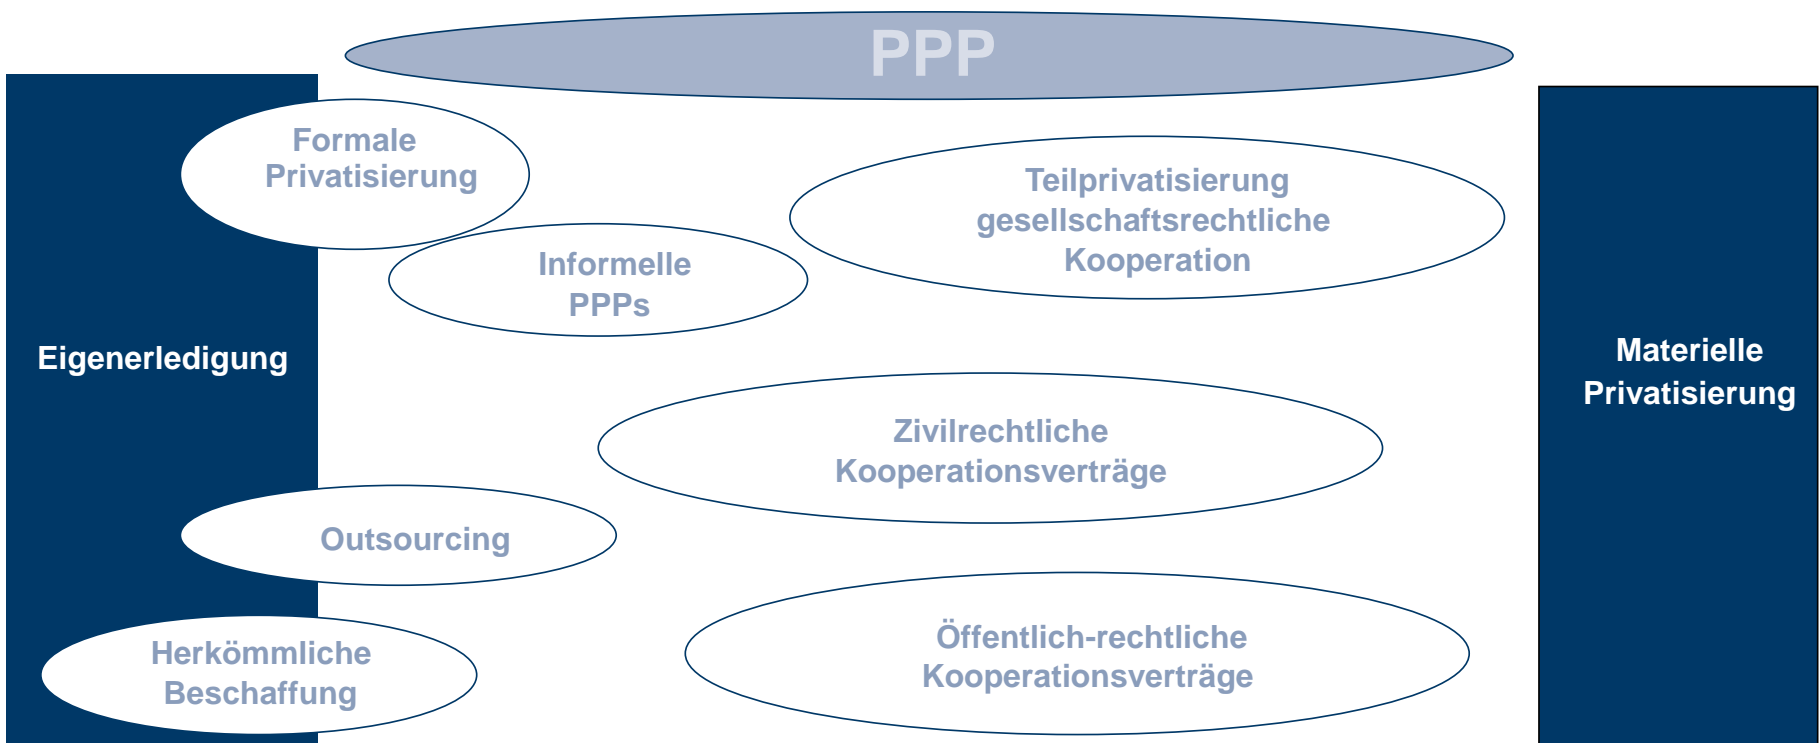 PPP
Formale
Privatisierung
Teilprivatisierung
gesellschaftsrechtliche
Kooperation
Informelle
PPPs
Eigenerledigung
Materielle
Privatisierung
Zivilrechtliche
Kooperationsverträge
Outsourcing
Öffentlich-rechtliche
Kooperationsverträge
Herkömmliche
Beschaffung